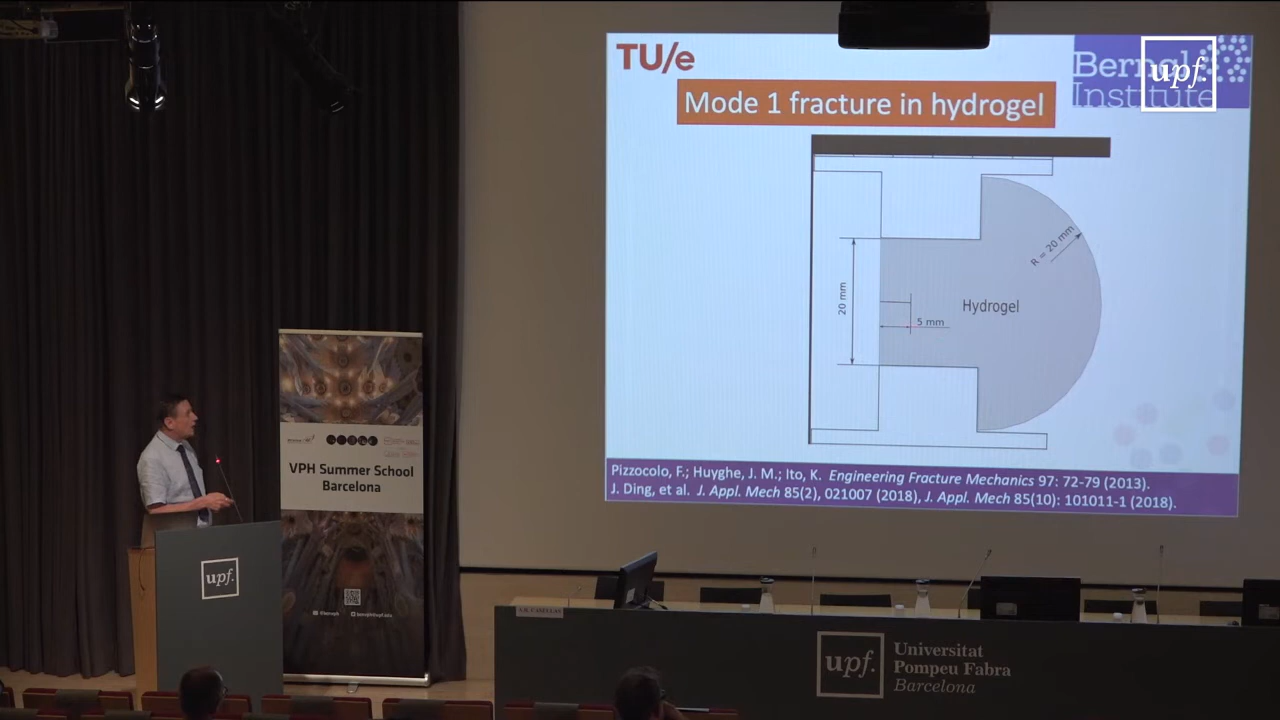 TU/e
Bernal
Institute
upf.
Mode 1 fracture in hydrogel
R = 20 mm
20 mm
Hydrogel
5 mm
Pizzocolo, F.; Huyghe, J. M.; Ito, K. Engineering Fracture Mechanics 97: 72-79 (2013).
J. Ding, et al. J. Appl. Mech 85(2), 021007 (2018), J. Appl. Mech 85(10): 101011-1 (2018).
VPH Summer School
Barcelona
upf.
upf.
Universitat
Pompeu Fabra
Barcelona